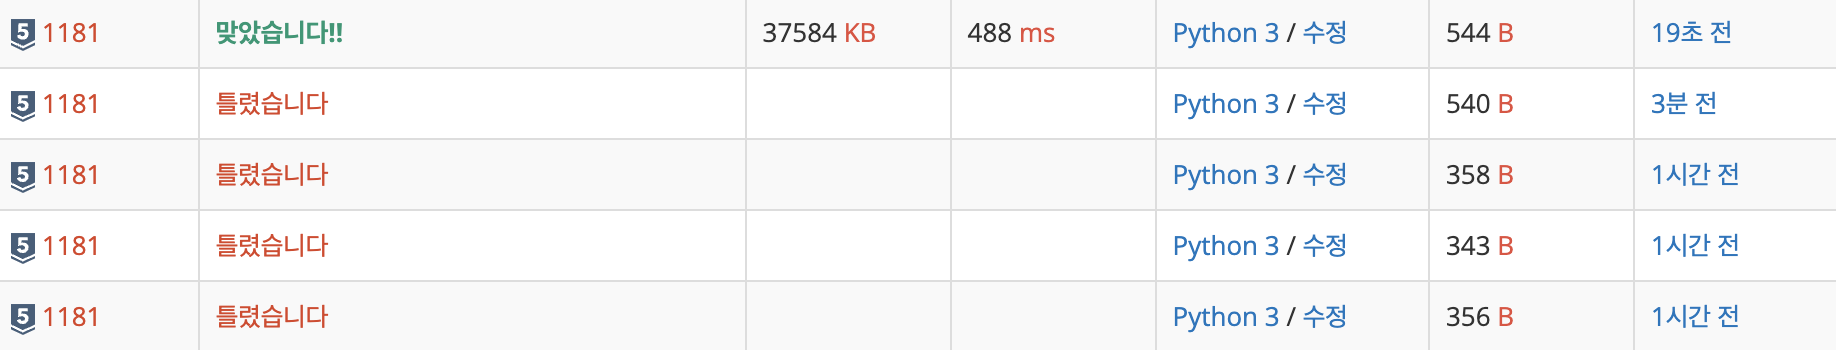 5 1181 맞았습니다!! 37584 KB 488 ms Python 3 / 수정 544 B 19초 전
5 1181 틀렸습니다 Python 3 / 수정 540 B 3분 전
5 1181 틀렸습니다 Python 3 / 수정 358 B 1시간 전
5 1181 틀렸습니다 Python 3 / 수정 343 B 1시간 전
5 1181 틀렸습니다 Python 3 / 수정 356 B 1시간 전